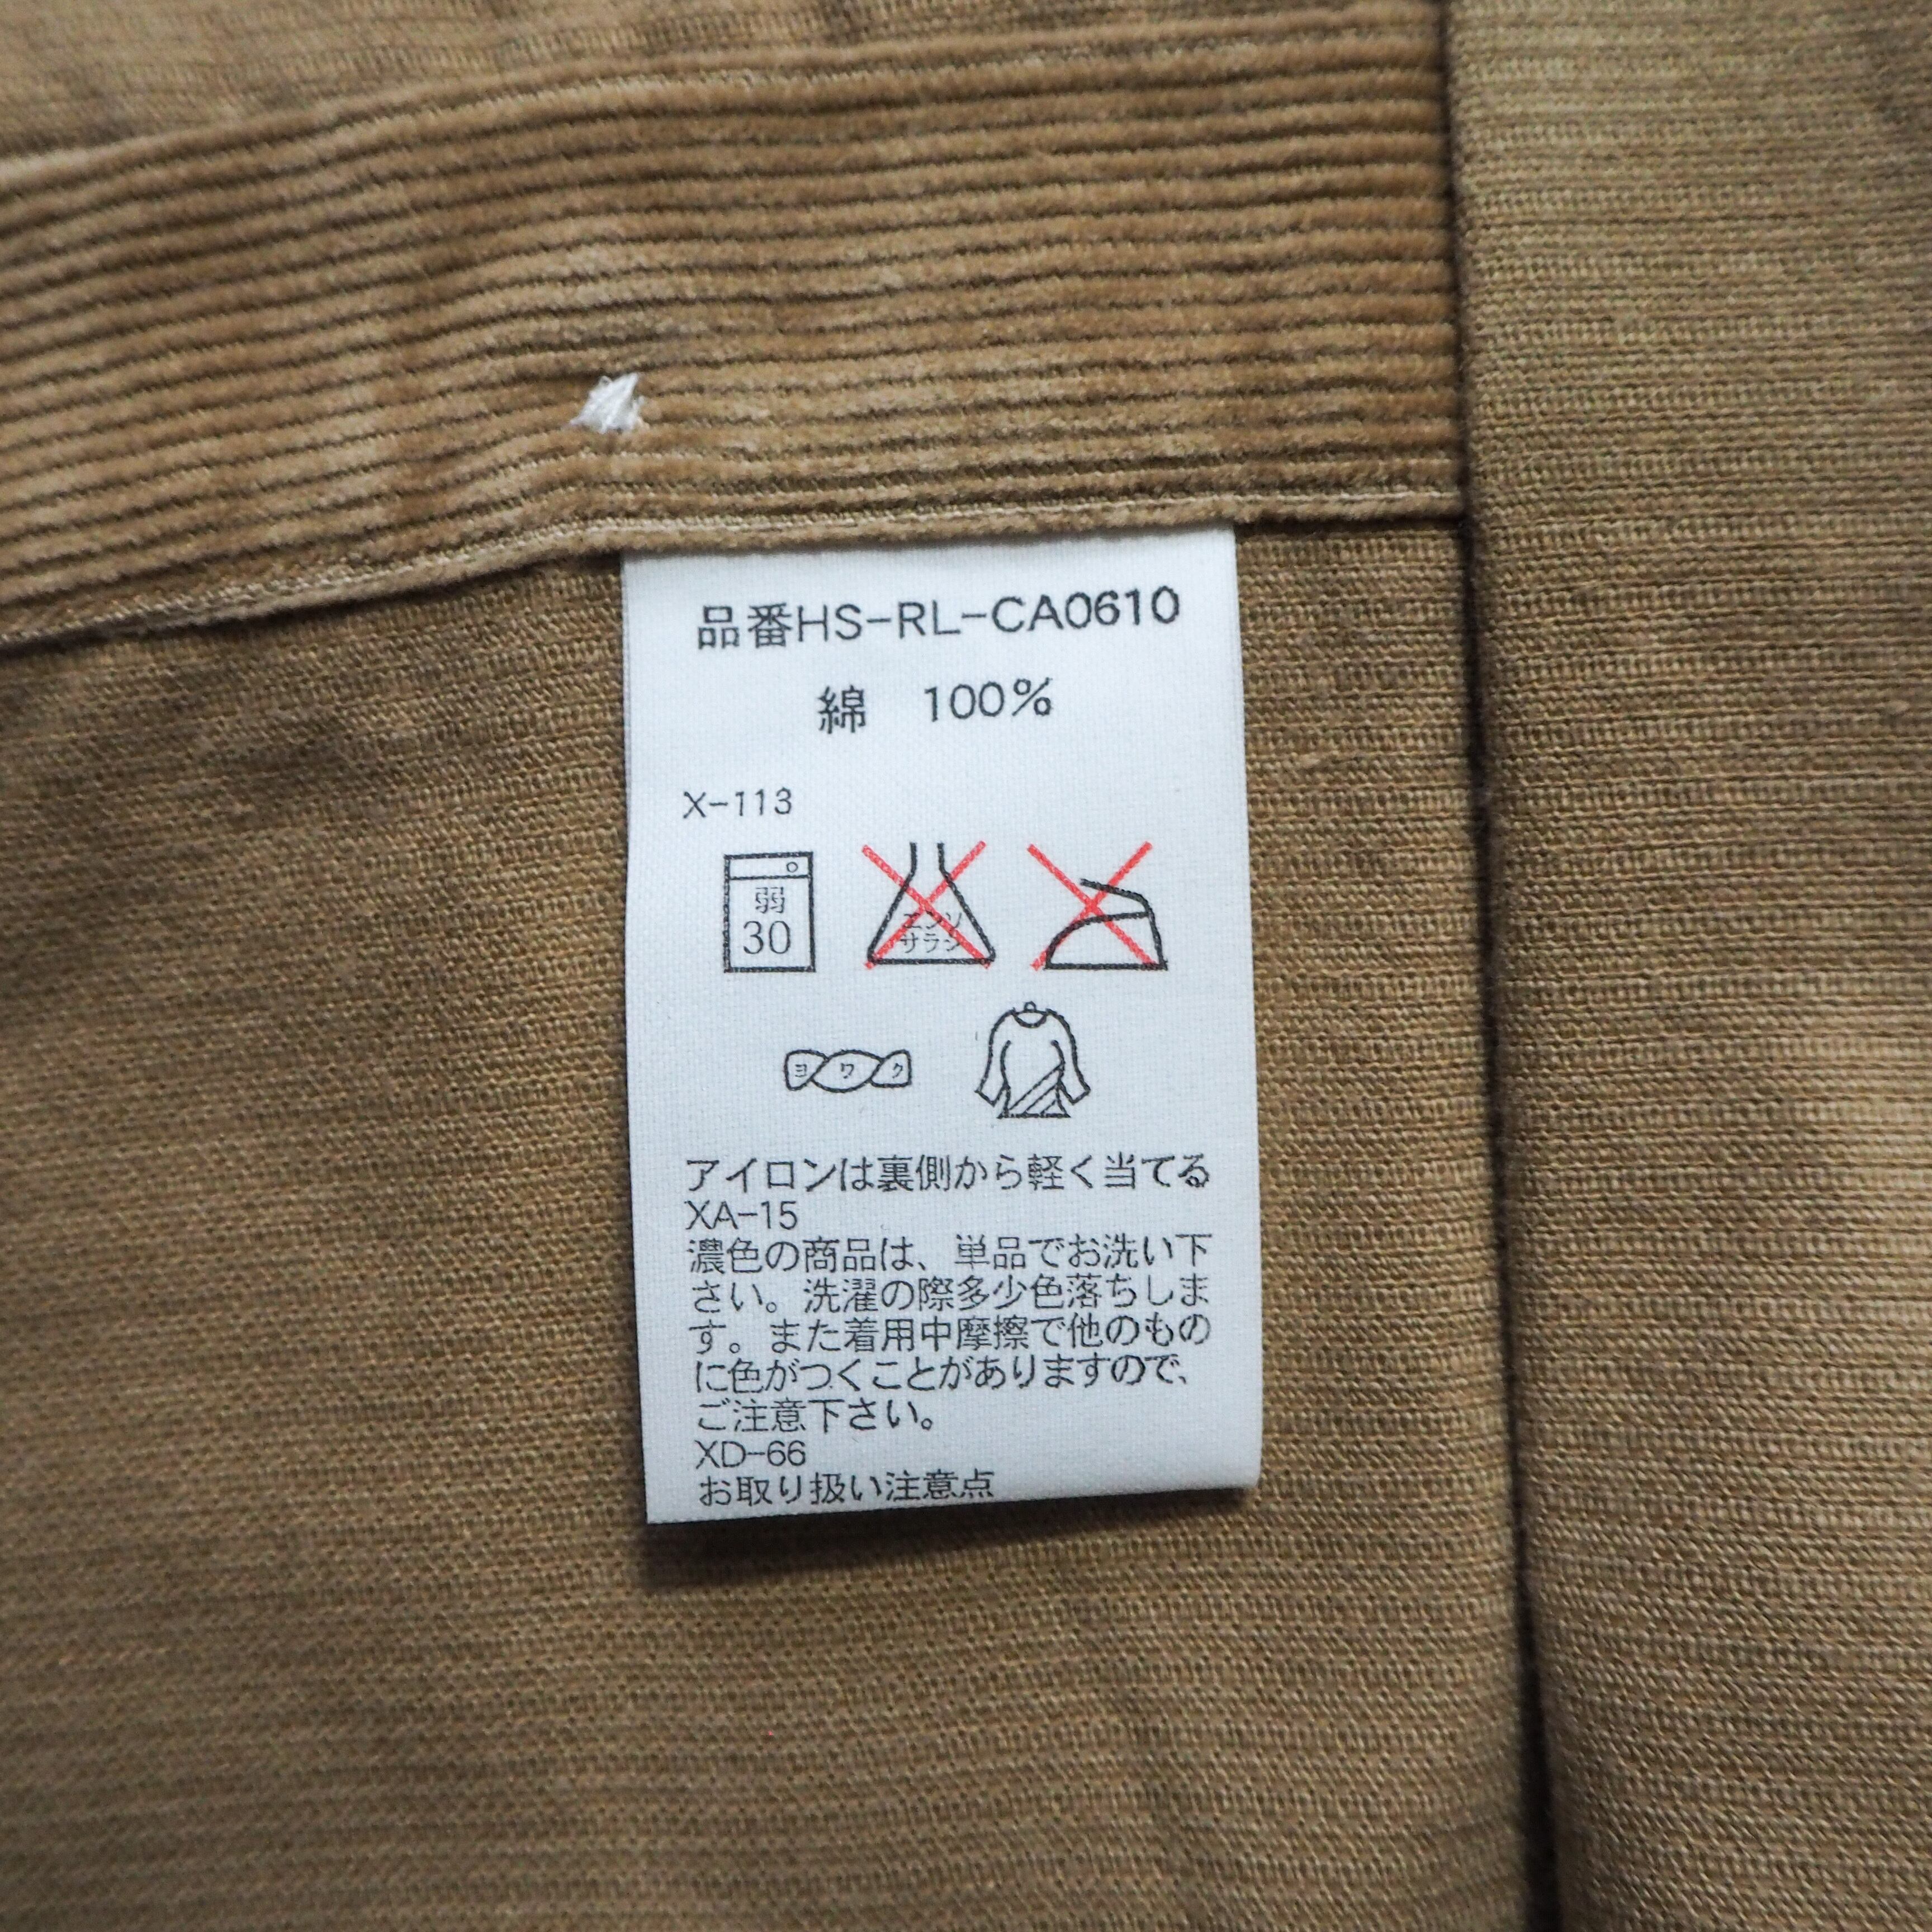 品番HS-RL-CA0610
綿 100%
X-113
弱
30
エンソ
サラシ
ヨワク
アイロンは裏側から軽く当てる
XA-15
濃色の商品は、単品でお洗い下
さい。洗濯の際多少色落ちしま
す。また着用中摩擦で他のもの
に色がつくことがありますので、
ご注意下さい。
XD-66
お取り扱い注意点